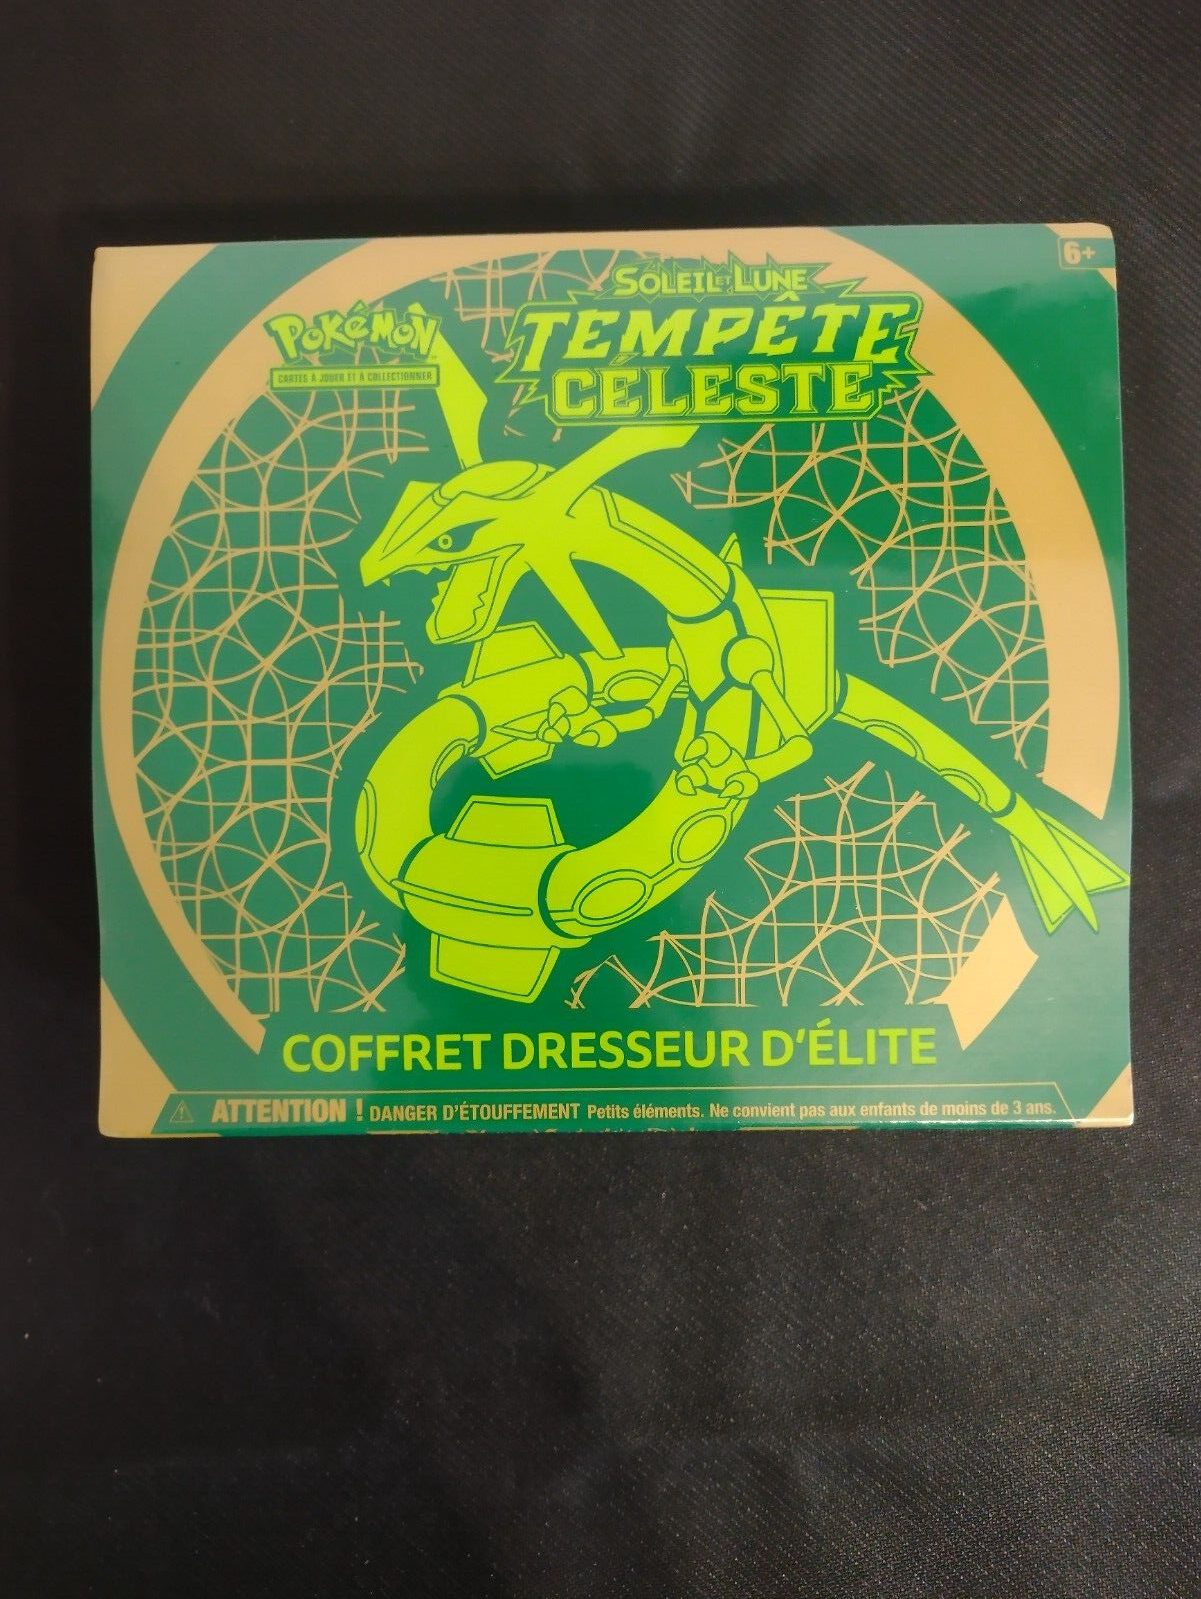 6+
SOLEIL ET LUNE
POKéMON
TEMPÊTE
CÉLESTE
CARTES À JOUER ET À COLLECTIONNER
COFFRET DRESSEUR D'ÉLITE
ATTENTION ! DANGER D'ÉTOUFFEMENT Petits éléments. Ne convient pas aux enfants de moins de 3 ans.